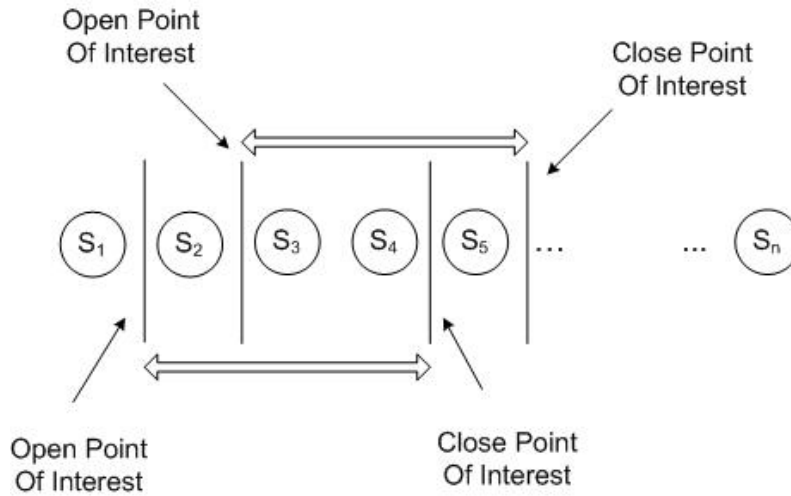 Open Point
Of Interest
Close Point
Of Interest
S₁ S₂ S₃ S₄ S₅ ... ... Sₙ
Open Point
Of Interest
Close Point
Of Interest